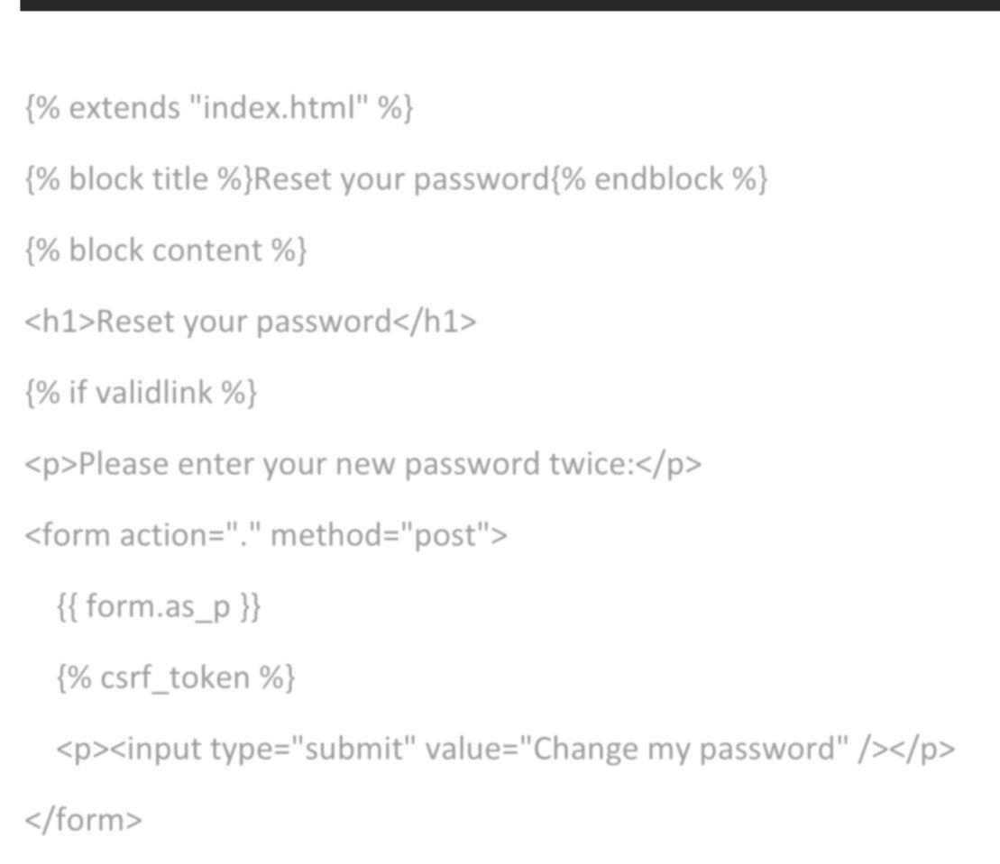 {% extends "index.html" %}
{% block title %}Reset your password{% endblock %}
{% block content %}
<h1>Reset your password</h1>
{% if validlink %}
<p>Please enter your new password twice:</p>
<form action="." method="post">
{{ form.as_p }}
{% csrf_token %}
<p><input type="submit" value="Change my password" /></p>
</form>